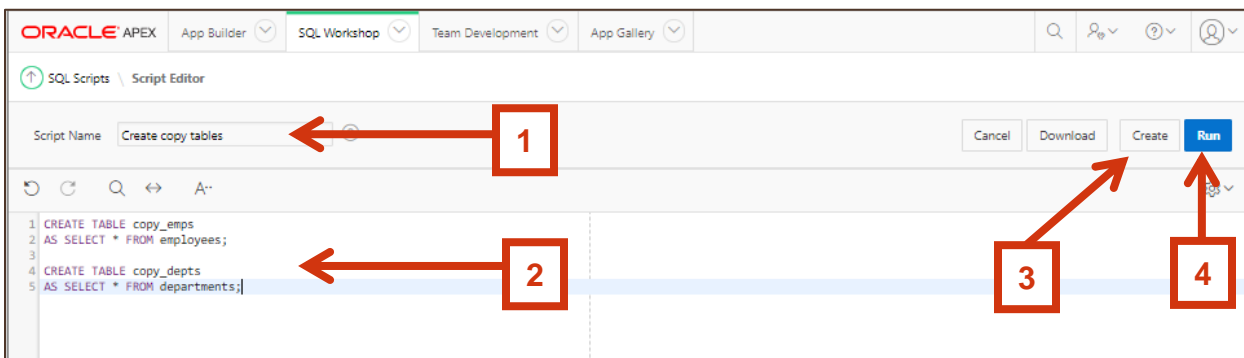 ORACLE APEX App Builder SQL Workshop Team Development App Gallery
SQL Scripts \ Script Editor
Script Name Create copy tables 1 Cancel Download Create Run
A··
1 CREATE TABLE copy_emps
2 AS SELECT * FROM employees;
3
4 CREATE TABLE copy_depts
5 AS SELECT * FROM departments;
2
3
4